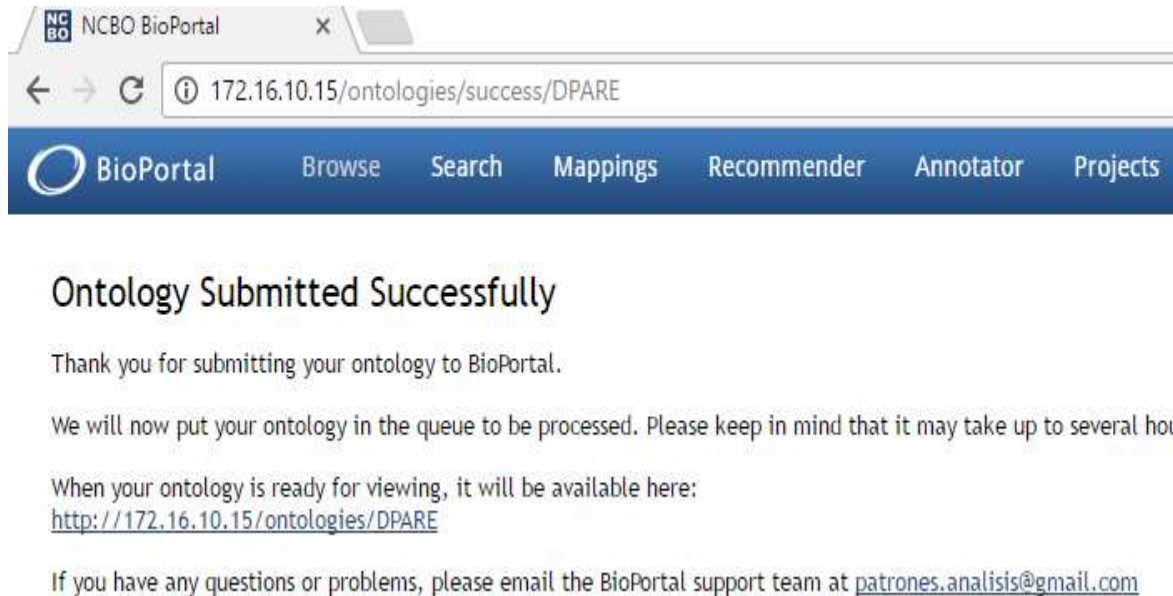 NCBO NCBO BioPortal
172.16.10.15/ontologies/success/DPARE
BioPortal Browse Search Mappings Recommender Annotator Projects
Ontology Submitted Successfully
Thank you for submitting your ontology to BioPortal.
We will now put your ontology in the queue to be processed. Please keep in mind that it may take up to several
When your ontology is ready for viewing, it will be available here:
http://172.16.10.15/ontologies/DPARE
If you have any questions or problems, please email the BioPortal support team at patrones.analisis@gmail.com